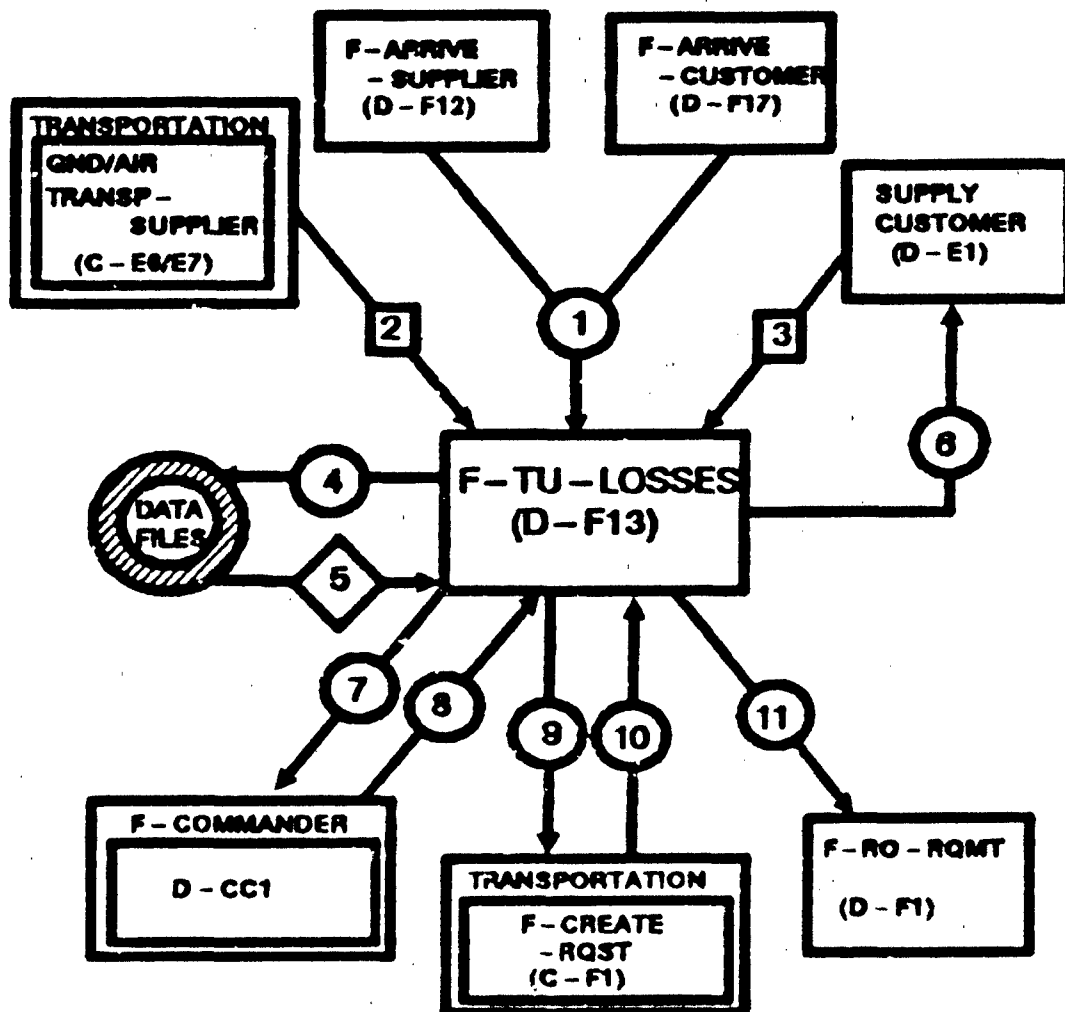 F-ARRIVE
-SUPPLIER
(D-F12)
F-ARRIVE
-CUSTOMER
(D-F17)
TRANSPORTATION
GND/AIR
TRANSP-
SUPPLIER
(C-E6/E7)
SUPPLY
CUSTOMER
(D-E1)
2
1
3
6
4
F-TU-LOSSES
(D-F13)
DATA
FILES
5
7
8
9
10
11
F-COMMANDER
D-CC1
TRANSPORTATION
F-CREATE
-RQST
(C-F1)
F-RO-RQMT
(D-F1)